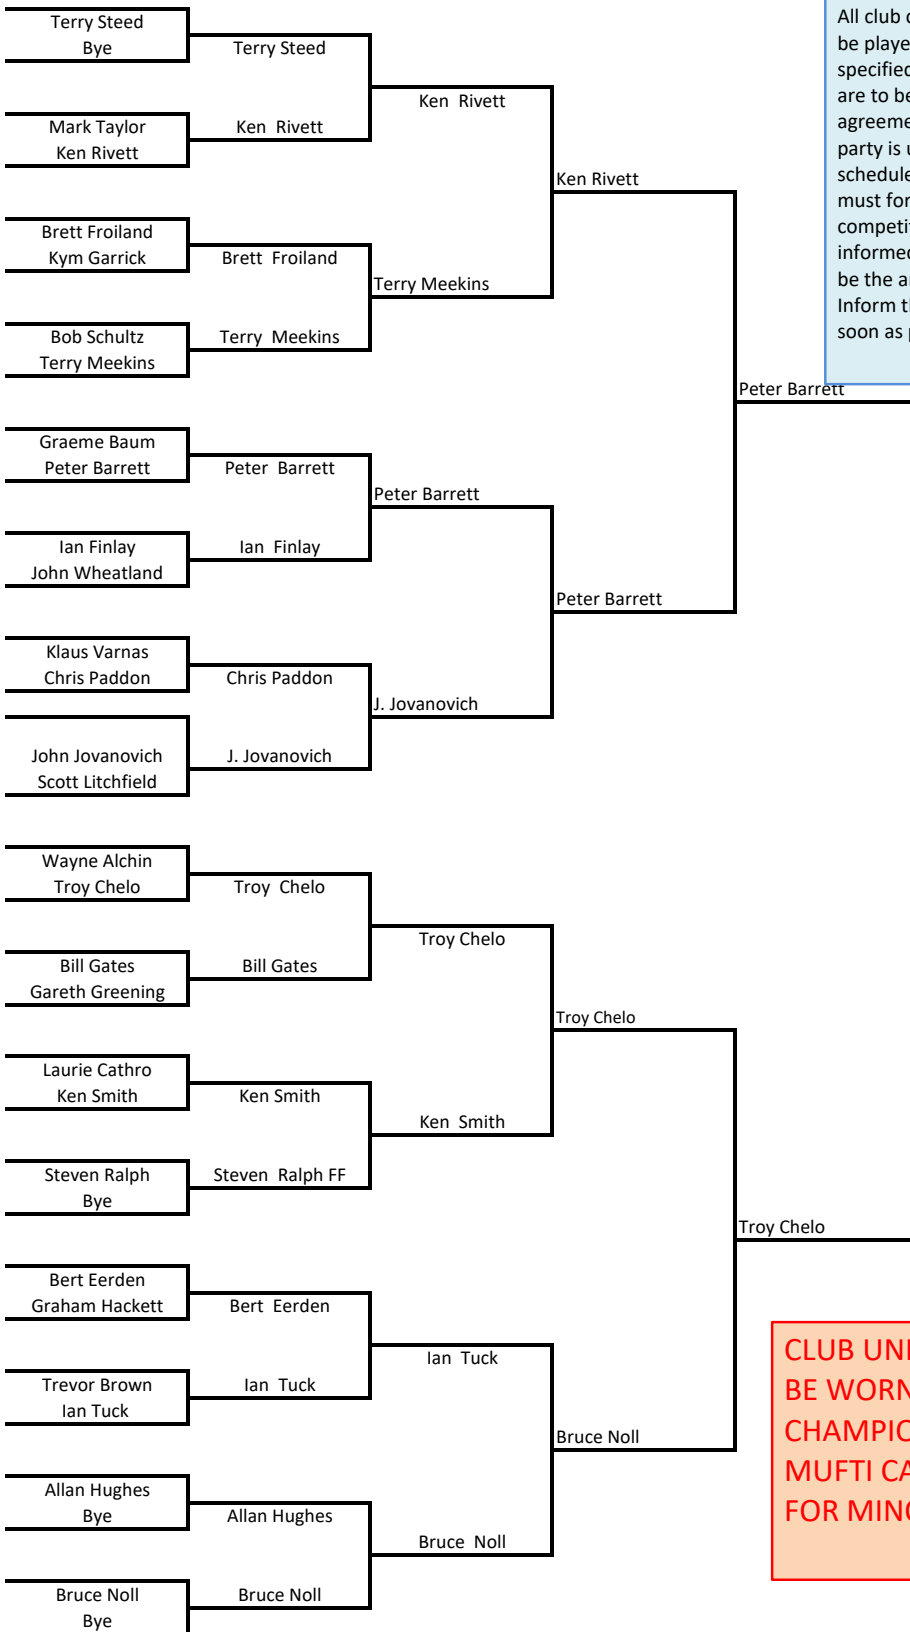 Terry Steed
Bye
Mark Taylor
Ken Rivett
Brett Froiland
Kym Garrick
Bob Schultz
Terry Meekins
Graeme Baum
Peter Barrett
Ian Finlay
John Wheatland
Klaus Varnas
Chris Paddon
John Jovanovich
Scott Litchfield
Wayne Alchin
Troy Chelo
Bill Gates
Gareth Greening
Laurie Cathro
Ken Smith
Steven Ralph
Bye
Bert Eerden
Graham Hackett
Trevor Brown
Ian Tuck
Allan Hughes
Bye
Bruce Noll
Bye
Terry Steed
Ken Rivett
Brett Froiland
Terry Meekins
Peter Barrett
Ian Finlay
Chris Paddon
J. Jovanovich
Troy Chelo
Bill Gates
Ken Smith
Steven Ralph FF
Bert Eerden
Ian Tuck
Allan Hughes
Bruce Noll
Ken Rivett
Terry Meekins
Peter Barrett
J. Jovanovich
Troy Chelo
Ken Smith
Ian Tuck
Bruce Noll
Ken Rivett
Peter Barrett
Troy Chelo
Bruce Noll
Peter Barrett
Troy Chelo
All club
be playe
specified
are to be
agreeme
party is
schedule
must for
competit
informed
be the a
Inform t
soon as
CLUB UNI
BE WORN
CHAMPIO
MUFTI CA
FOR MINO